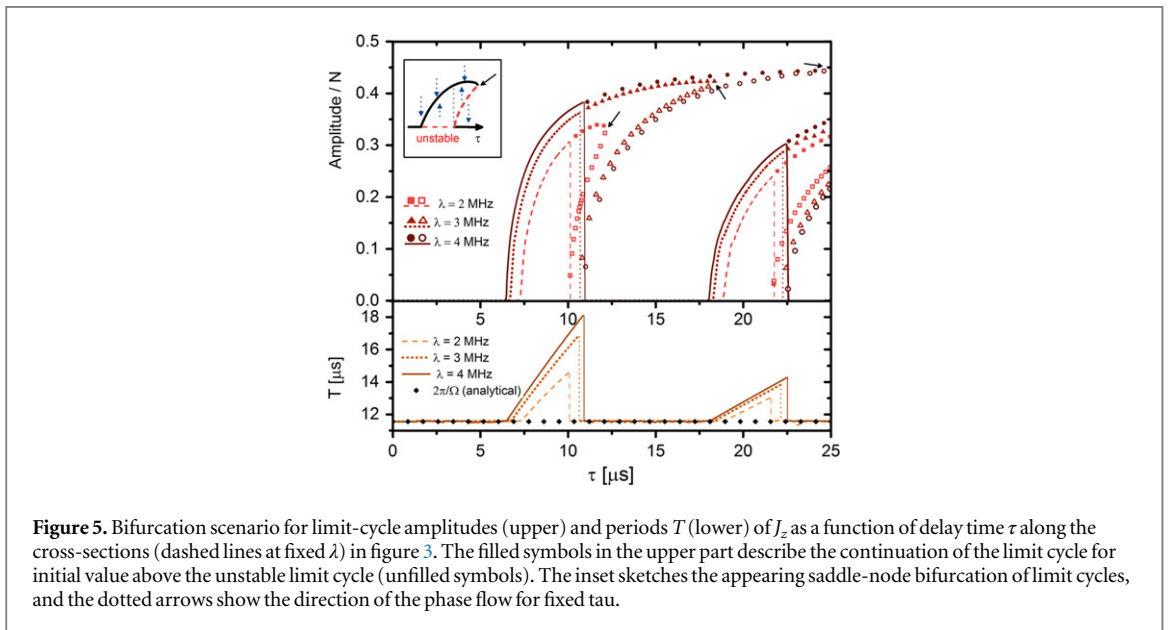 0.5
0.4
0.3
0.2
0.1
0.0
Amplitude / N
unstable τ
λ = 2 MHz
λ = 3 MHz
λ = 4 MHz
5 10 15 20
18
16
14
12
T [μs]
λ = 2 MHz
λ = 3 MHz
λ = 4 MHz
2π/Ω (analytical)
0 5 10 15 20 25
τ [μs]
Figure 5. Bifurcation scenario for limit-cycle amplitudes (upper) and periods T (lower) of Jz as a function of delay time τ along the
cross-sections (dashed lines at fixed λ) in figure 3. The filled symbols in the upper part describe the continuation of the limit cycle for
initial value above the unstable limit cycle (unfilled symbols). The inset sketches the appearing saddle-node bifurcation of limit cycles,
and the dotted arrows show the direction of the phase flow for fixed tau.